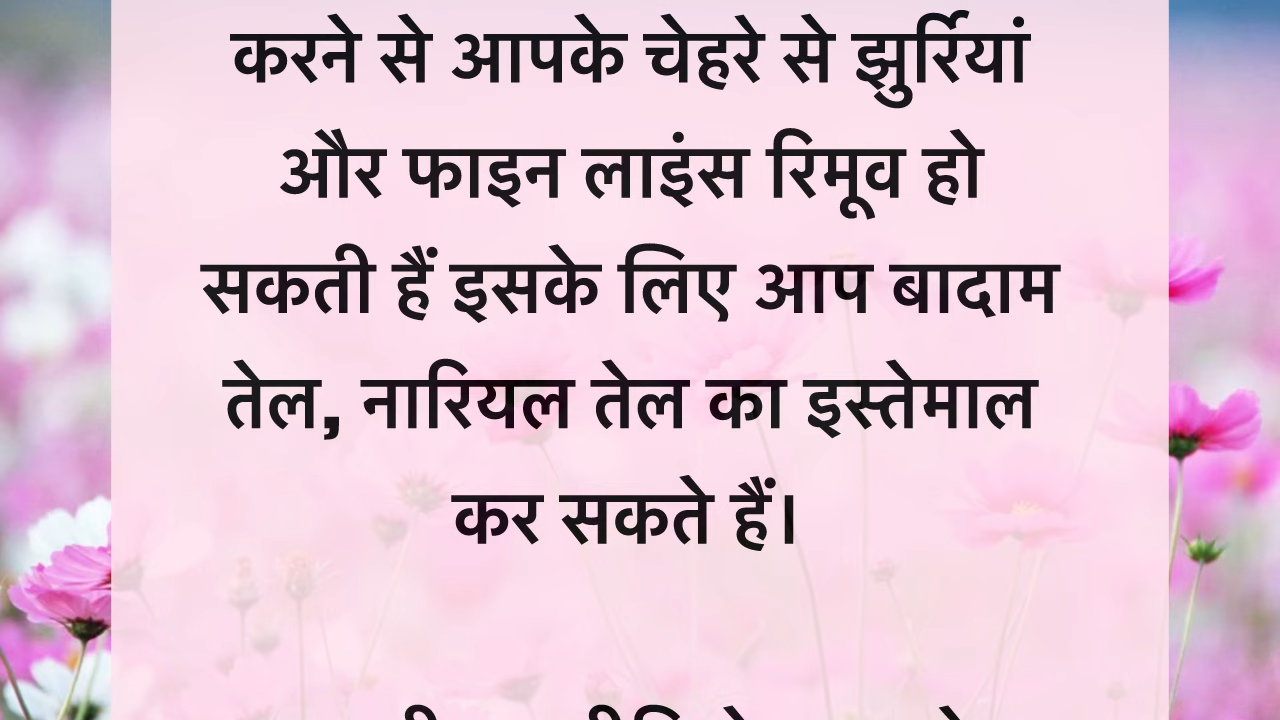 करने से आपके चेहरे से झुर्रियां
और फाइन लाइंस रिमूव हो
सकती हैं इसके लिए आप बादाम
तेल, नारियल तेल का इस्तेमाल
कर सकते हैं।